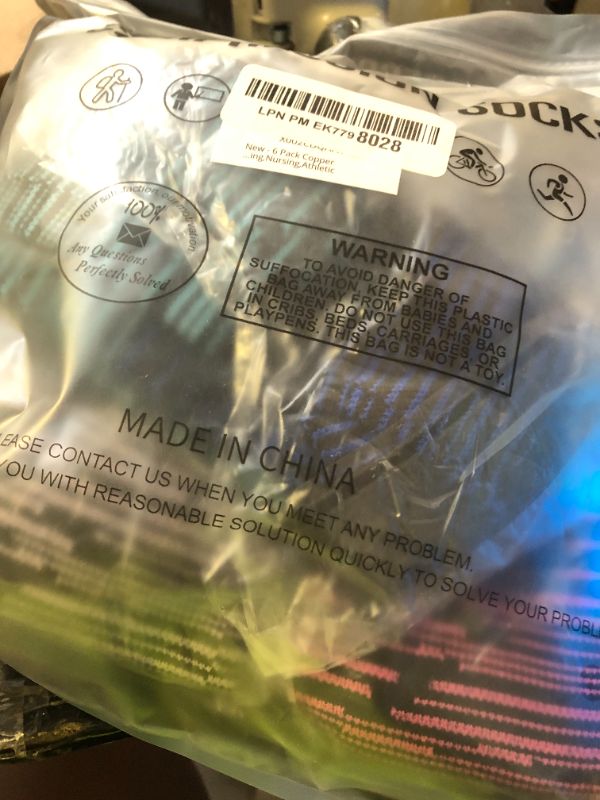 SOCKS
LPN PM EK779 8028
New - 6 Pack Copper
...ing,Nursing,Athletic
Your Satisfaction
100%
Any Questions
Perfectly Solved
WARNING
TO AVOID DANGER OF
SUFFOCATION, KEEP THIS PLASTIC
BAG AWAY FROM BABIES AND
CHILDREN. DO NOT USE THIS BAG
IN CRIBS, BEDS, CARRIAGES, OR
PLAYPENS. THIS BAG IS NOT A TOY.
MADE IN CHINA
EASE CONTACT US WHEN YOU MEET ANY PROBLEM.
YOU WITH REASONABLE SOLUTION QUICKLY TO SOLVE YOUR PROBL